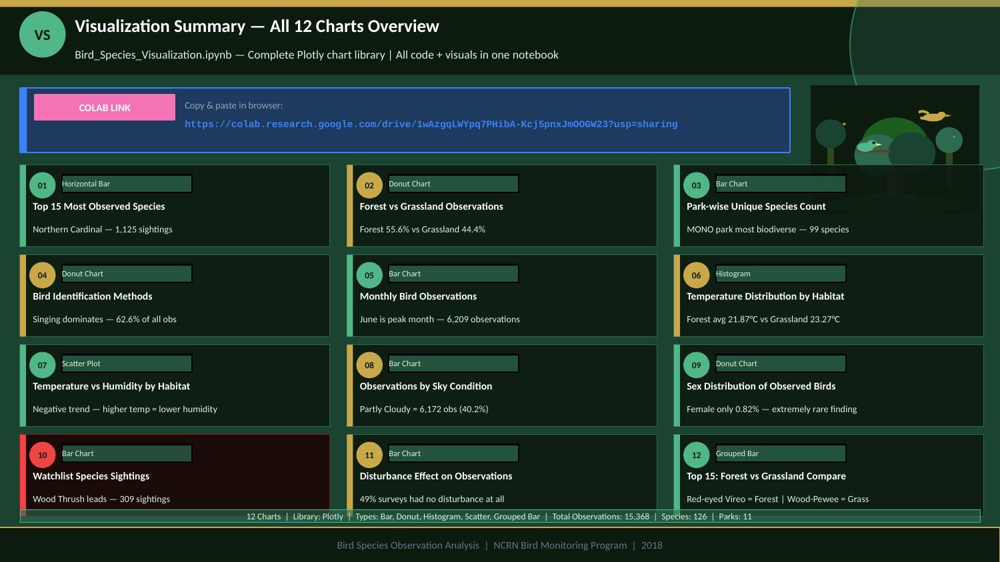 VS
Visualization Summary — All 12 Charts Overview
Bird_Species_Visualization.ipynb — Complete Plotly chart library | All code + visuals in one notebook
COLAB LINK
Copy & paste in browser:
https://colab.research.google.com/drive/1wAzgqLWYpq7PHibA-Kcj5pnxJmOOGW23?usp=sharing
01
Horizontal Bar
Top 15 Most Observed Species
Northern Cardinal — 1,125 sightings
02
Donut Chart
Forest vs Grassland Observations
Forest 55.6% vs Grassland 44.4%
03
Bar Chart
Park-wise Unique Species Count
MONO park most biodiverse — 99 species
04
Donut Chart
Bird Identification Methods
Singing dominates — 62.6% of all obs
05
Bar Chart
Monthly Bird Observations
June is peak month — 6,209 observations
06
Histogram
Temperature Distribution by Habitat
Forest avg 21.87°C vs Grassland 23.27°C
07
Scatter Plot
Temperature vs Humidity by Habitat
Negative trend — higher temp = lower humidity
08
Bar Chart
Observations by Sky Condition
Partly Cloudy = 6,172 obs (40.2%)
09
Donut Chart
Sex Distribution of Observed Birds
Female only 0.82% — extremely rare finding
10
Bar Chart
Watchlist Species Sightings
Wood Thrush leads — 309 sightings
11
Bar Chart
Disturbance Effect on Observations
49% surveys had no disturbance at all
12
Grouped Bar
Top 15: Forest vs Grassland Compare
Red-eyed Vireo = Forest | Wood-Pewee = Grass
12 Charts | Library: Plotly | Types: Bar, Donut, Histogram, Scatter, Grouped Bar | Total Observations: 15,368 | Species: 126 | Parks: 11
Bird Species Observation Analysis | NCRN Bird Monitoring Program | 2018